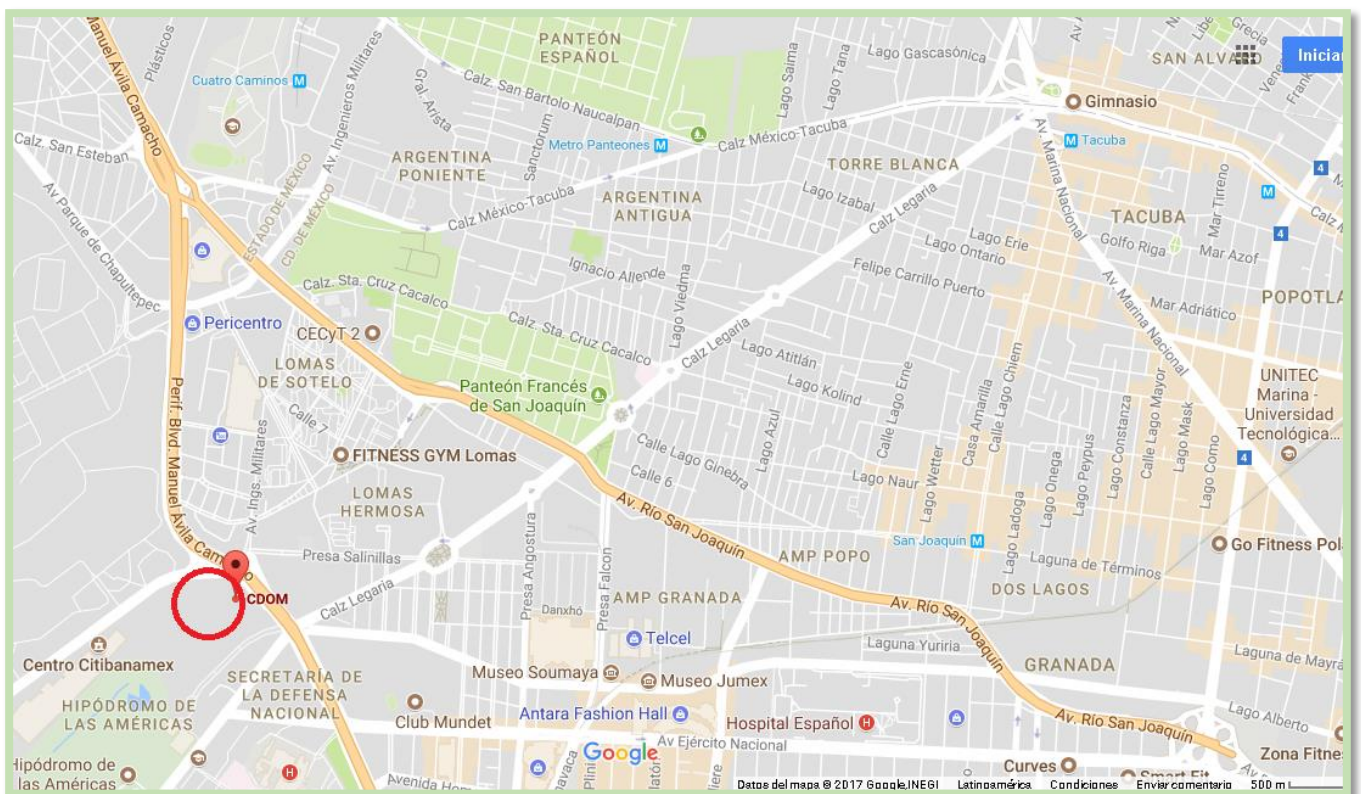 Manuel Ávila Camacho
Plásticos
Cuatro Caminos M
Av. Ingenieros Militares
Gral. Arista
Calz. San Bartolo Naucalpan
PANTEÓN
ESPAÑOL
Lago Saima
Lago Tana
Lago Gascasónica
SAN ALVARO
Grecia
Iniciar
Gimnasio
M Tacuba
Calz. San Esteban
Av Parque de Chapultepec
ESTADO DE MÉXICO
CD. DE MÉXICO
ARGENTINA
PONIENTE
Sanctorum
Metro Panteones M
Calz México-Tacuba
Calz México-Tacuba
ARGENTINA
ANTIGUA
TORRE BLANCA
Lago Izabal
Calz Legaria
Av. Marina Nacional
TACUBA
Mar Tirreno
4
M
4
Golfo Riga
Mar Azof
Lago Erie
Lago Ontario
Felipe Carrillo Puerto
Ignacio Allende
Lago Viedma
Calz. Sta. Cruz Cacalco
Calz. Sta. Cruz Cacalco
Calz Legaria
Av. Marina Nacional
Mar Adriático
POPOTLA
Pericentro
CECyT 2
LOMAS
DE SOTELO
Panteón Francés
de San Joaquín
Lago Atitlán
Lago Kolind
Calle Lago Erne
Casa Amarilla
Calle Lago Chiem
UNITEC
Marina -
Universidad
Tecnológica...
Perif. Blvd. Manuel Ávila Camacho
Calle 7
Av. Ings. Militares
FITNESS GYM Lomas
Calle Lago Ginebra
Calle 6
Lago Azul
Lago Naur
Lago Wetter
Lago Ladoga
Lago Onega
Lago Peypus
Lago Constanza
Calle Lago Mayor
Lago Mask
Lago Como
4
LOMAS
HERMOSA
Av. Río San Joaquín
San Joaquín M
Go Fitness Pol
Presa Salinillas
Presa Angostura
Presa Falcon
AMP POPO
Laguna de Términos
DOS LAGOS
CDOM
Calz Legaria
Danxhó
AMP GRANADA
Av. Río San Joaquín
Telcel
Laguna Yuriria
GRANADA
Laguna de Mayrá
Centro Citibanamex
SECRETARÍA DE
LA DEFENSA
NACIONAL
Museo Soumaya
Museo Jumex
HIPÓDROMO DE
LAS AMÉRICAS
Club Mundet
Antara Fashion Hall
Hospital Español H
Av. Río San Joaquín
Lago Alberto
Google
Av Ejército Nacional
Zona Fitne
Hipódromo de
las Américas
H
Avenida Hom
Curves
Smart Fit
Datos del mapa © 2017 Google, INEGI Latinoamérica Condiciones Enviar comentario 500 m